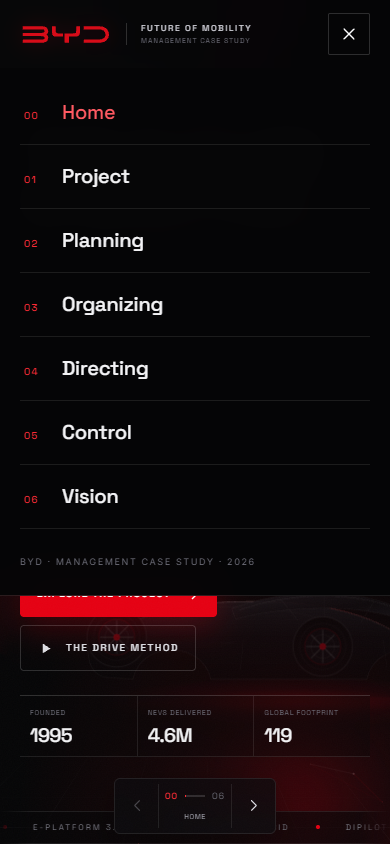 BYD
FUTURE OF MOBILITY
MANAGEMENT CASE STUDY
00 Home
01 Project
02 Planning
03 Organizing
04 Directing
05 Control
06 Vision
BYD · MANAGEMENT CASE STUDY · 2026
THE DRIVE METHOD
FOUNDED
1995
NEVS DELIVERED
4.6M
GLOBAL FOOTPRINT
119
00 06
HOME
E-PLATFORM 3.